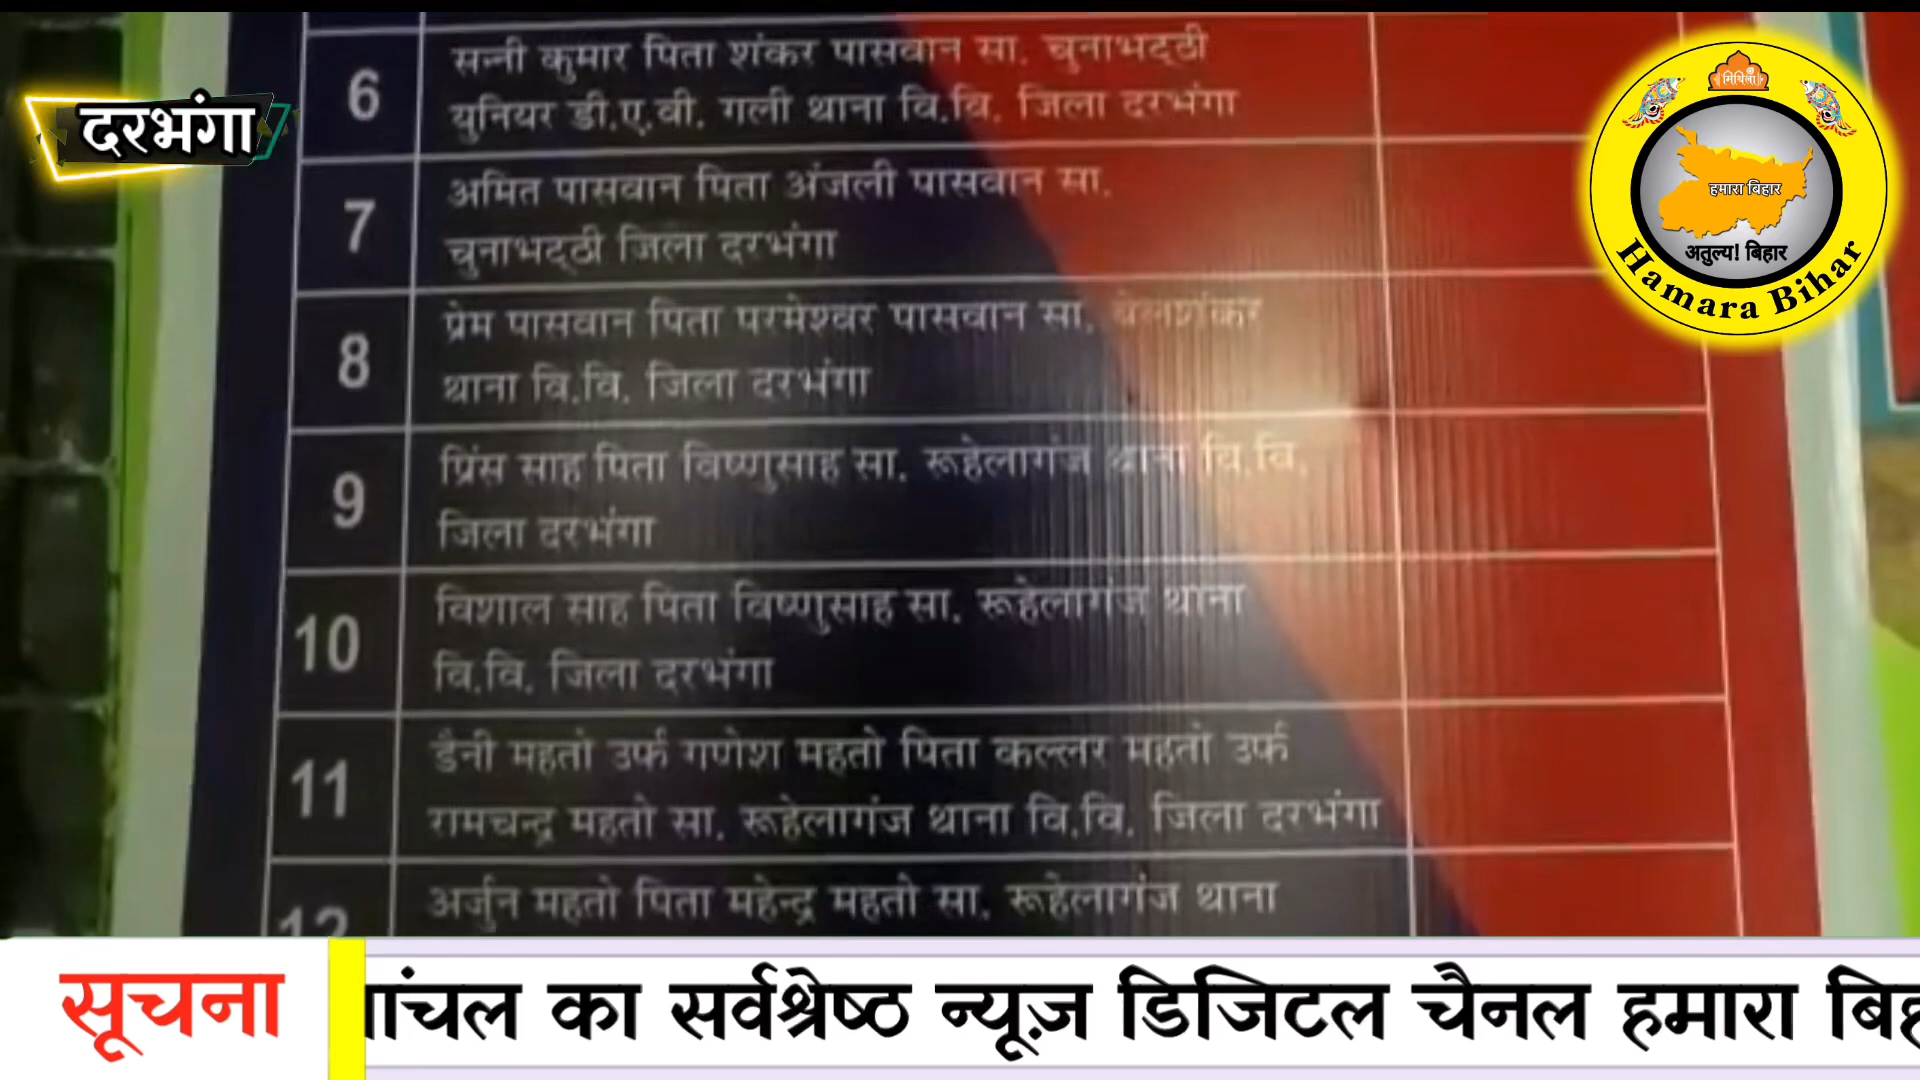 दरभंगा
6
सन्नी कुमार पिता शंकर पासवान सा. चुनाभट्ठी
युनियर डी.ए.वी. गली थाना वि.वि. जिला दरभंगा
7
अमित पासवान पिता अंजली पासवान सा.
चुनाभट्ठी जिला दरभंगा
8
प्रेम पासवान पिता परमेश्वर पासवान सा. बेलाशंकर
थाना वि.वि. जिला दरभंगा
9
प्रिंस साह पिता विष्णुसाह सा. रूहेलागंज थाना वि.वि.
जिला दरभंगा
10
विशाल साह पिता विष्णुसाह सा. रूहेलागंज थाना
वि.वि. जिला दरभंगा
11
डैनी महतो उर्फ गणेश महतो पिता कल्लर महतो उर्फ
रामचन्द्र महतो सा. रूहेलागंज थाना वि.वि. जिला दरभंगा
12
अर्जुन महतो पिता महेन्द्र महतो सा. रूहेलागंज थाना
मिथिला
हमारा बिहार
अतुल्य! बिहार
Hamara Bihar
सूचना
ांचल का सर्वश्रेष्ठ न्यूज़ डिजिटल चैनल हमारा बिह